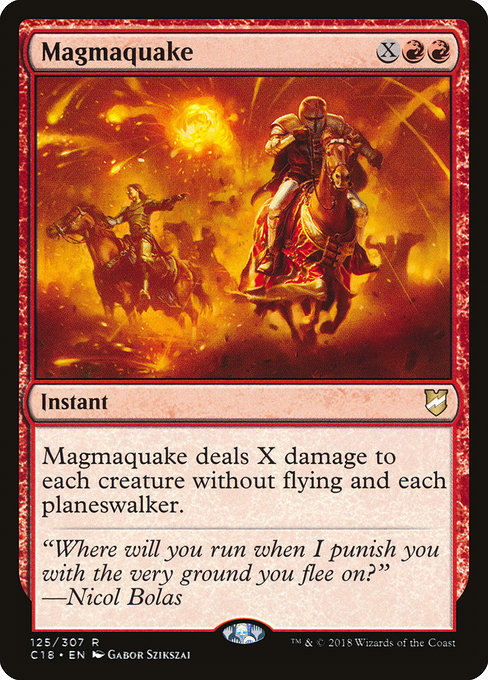 Magmaquake X
Instant
Magmaquake deals X damage to
each creature without flying and each
planeswalker.
“Where will you run when I punish you
with the very ground you flee on?”
—Nicol Bolas
125/307 R
C18 • EN Gabor Szikszai
™ & © 2018 Wizards of the Coast